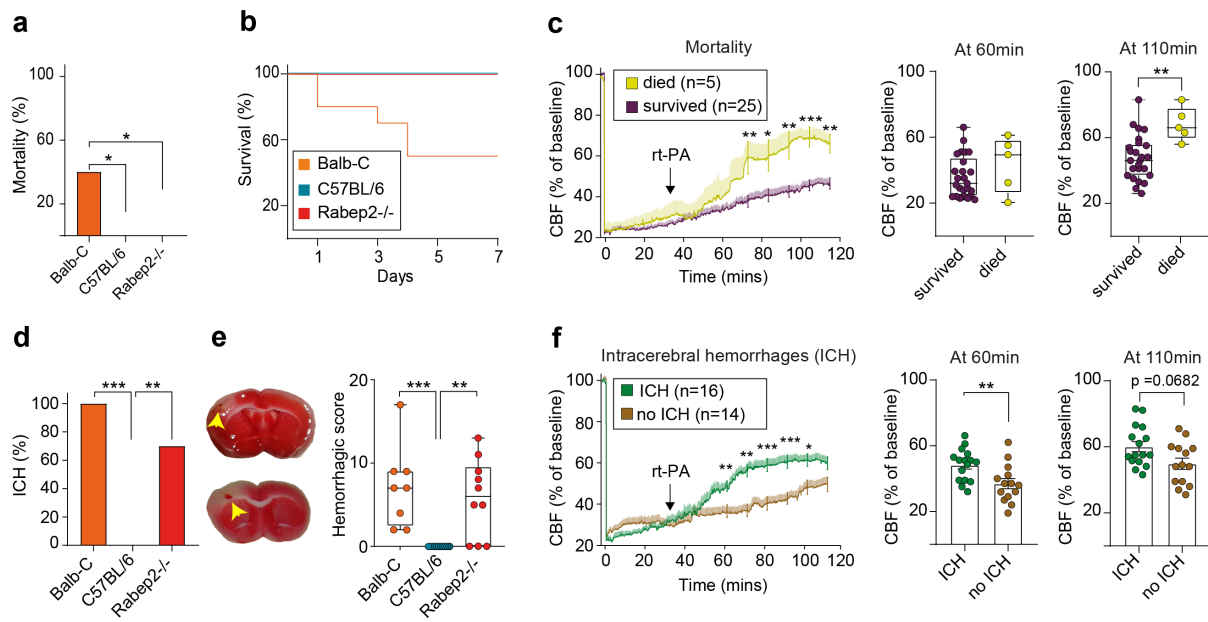 a
Mortality (%)
100
60
20
*
*
Balb-C
C57BL/6
Rabep2-/-
b
Survival (%)
100
60
20
Balb-C
C57BL/6
Rabep2-/-
1
3
5
7
Days
c
Mortality
CBF (% of baseline)
100
80
60
40
20
died (n=5)
survived (n=25)
rt-PA
** * ** *** **
0 20 40 60 80 100 120
Time (mins)
At 60min
CBF (% of baseline)
100
60
20
survived
died
At 110min
CBF (% of baseline)
100
60
20
**
survived
died
d
ICH (%)
100
80
60
40
20
0
*** **
Balb-C
C57BL/6
Rabep2-/-
e
Hemorrhagic score
20
10
0
*** **
Balb-C
C57BL/6
Rabep2-/-
f
Intracerebral hemorrhages (ICH)
CBF (% of baseline)
100
80
60
40
20
ICH (n=16)
no ICH (n=14)
rt-PA
** ** *** *** *
0 20 40 60 80 100 120
Time (mins)
At 60min
CBF (% of baseline)
100
50
0
**
ICH
no ICH
At 110min
p =0.0682
CBF (% of baseline)
100
50
0
ICH
no ICH